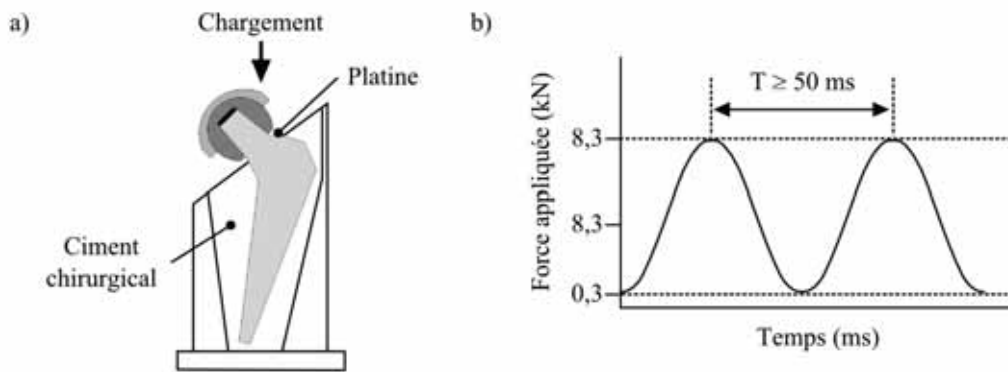 a)
Chargement
Platine
Ciment
chirurgical
b)
T ≥ 50 ms
Force appliquée (kN)
8,3
8,3
0,3
Temps (ms)